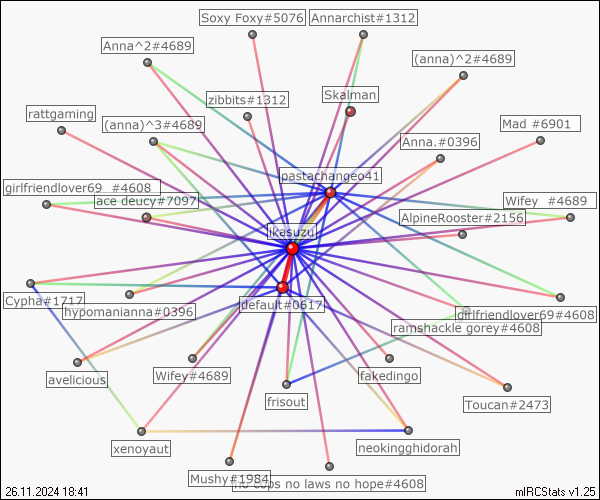 Soxy Foxy#5076
Annarchist#1312
Anna^2#4689
(anna)^2#4689
zibbits#1312
Skalman
rattgaming
(anna)^3#4689
Mad #6901
Anna.#0396
pastachangeo41
girlfriendlover69 #4608
ace deucy#7097
Wifey #4689
AlpineRooster#2156
ikasuzu
Cypha#1717
hypomanianna#0396
default#0617
girlfriendlover69#4608
ramshackle gorey#4608
avelicious
Wifey#4689
fakedingo
frisout
Toucan#2473
xenoyaut
neokingghidorah
Mushy#1984
no cops no laws no hope#4608
26.11.2024 18:41
mIRCStats v1.25